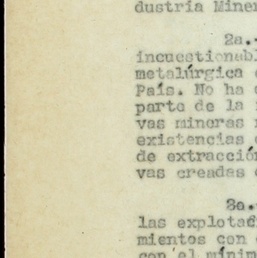 dustria Miner
2a.-
incuestionabl
metalúrgica
País. No ha
parte de la
vas mineras
existencias
de extracción
vas creadas
3a.-
las explotad
mientos con
con el mínim